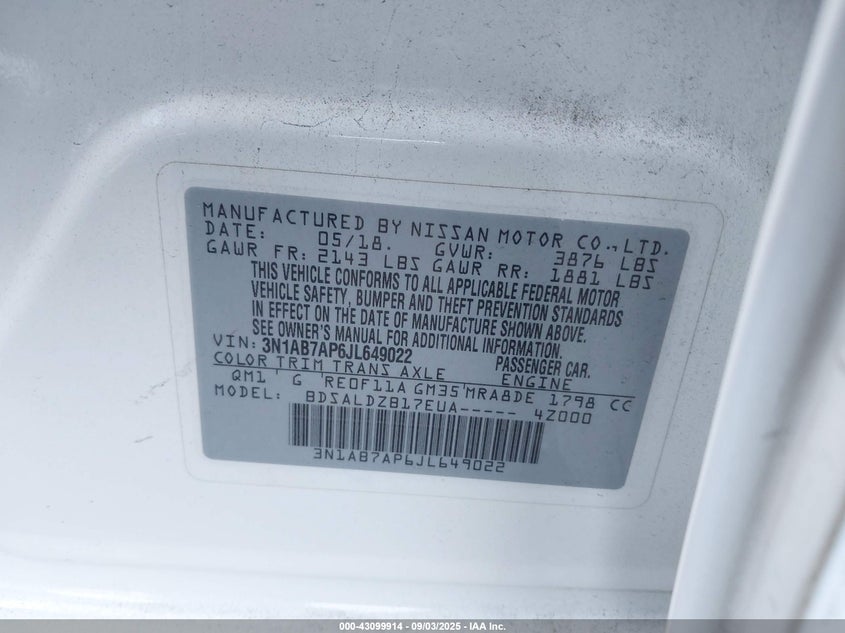 MANUFACTURED BY NISSAN MOTOR CO.,LTD.
DATE: 05/18. GVWR: 3876 LBS
GAWR FR: 2143 LBS GAWR RR: 1881 LBS
THIS VEHICLE CONFORMS TO ALL APPLICABLE FEDERAL MOTOR
VEHICLE SAFETY, BUMPER AND THEFT PREVENTION STANDARDS
IN EFFECT ON THE DATE OF MANUFACTURE SHOWN ABOVE.
SEE OWNER'S MANUAL FOR ADDITIONAL INFORMATION.
VIN: 3N1AB7AP6JL649022 PASSENGER CAR.
COLOR TRIM TRANS AXLE ENGINE
QM1 ' G ' RE0F11A GM35'MRA8DE 1798 CC
MODEL: BDSALDZB17EUA----- 4Z000
3N1AB7AP6JL649022
000-43099914 - 09/03/2025 - IAA Inc.